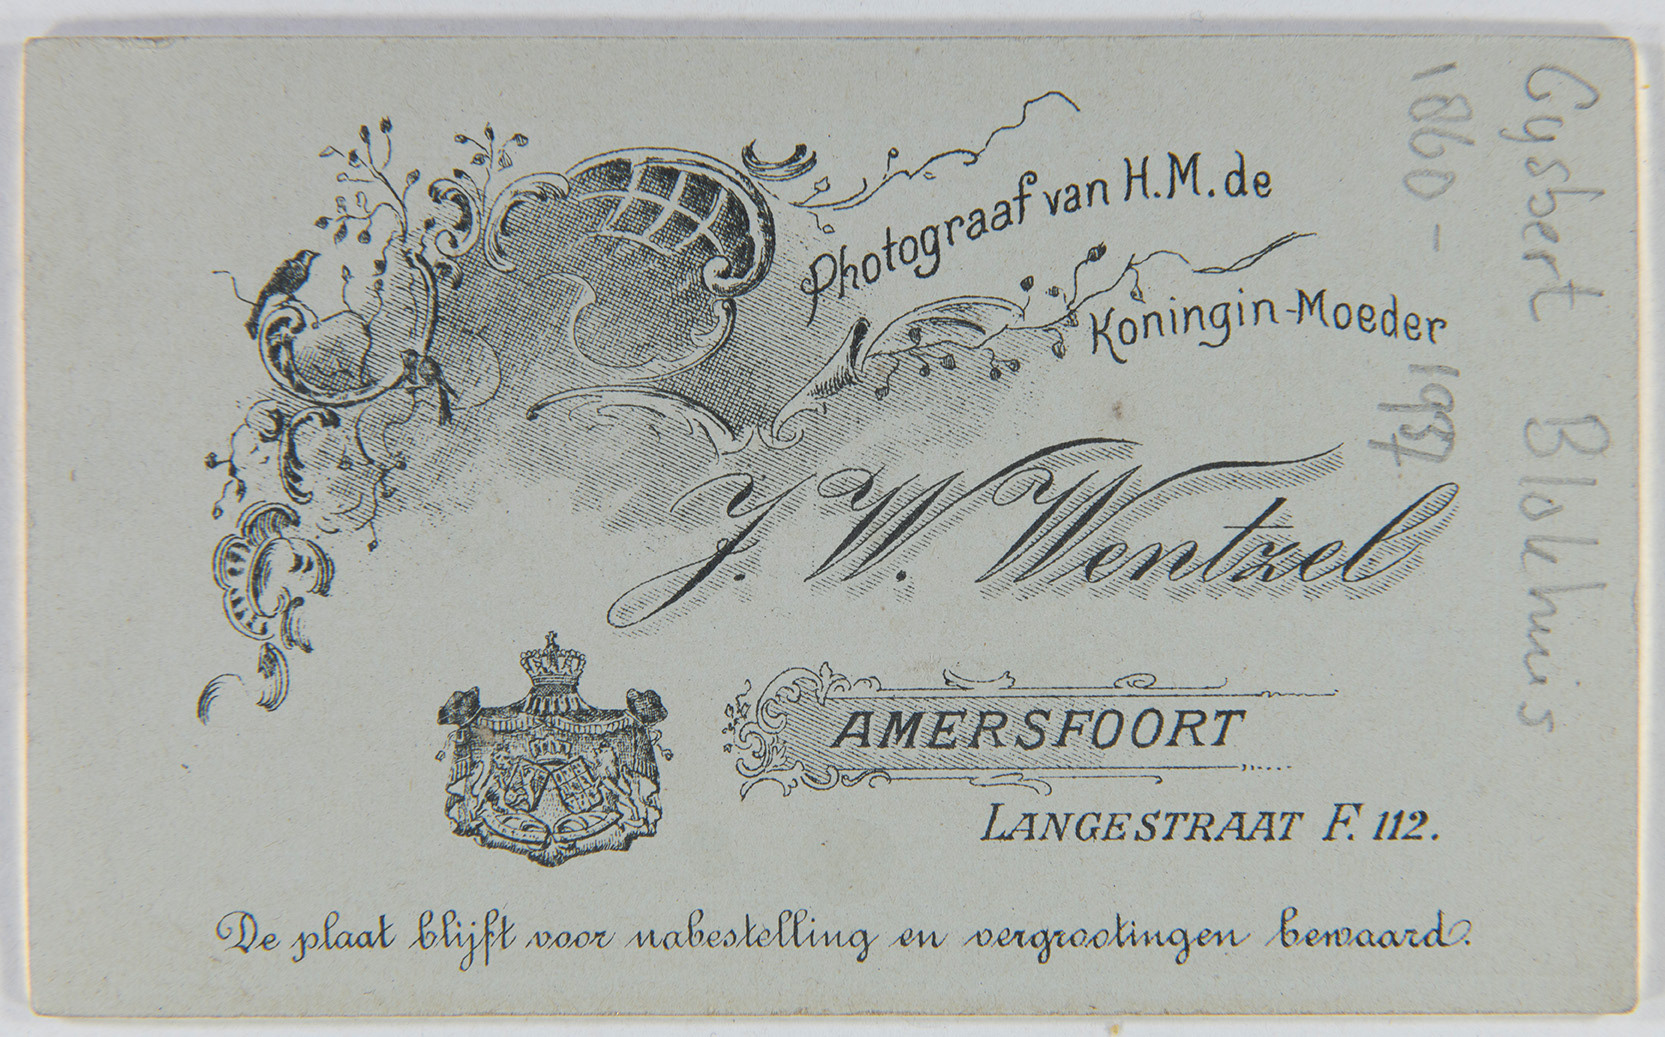 Photograaf van H.M. de
Koningin-Moeder
J. W. Wentzel
AMERSFOORT
LANGESTRAAT F. 112.
De plaat blijft voor nabestelling en vergrootingen bewaard.
Gysbert Blokhuis
1860 - 1937